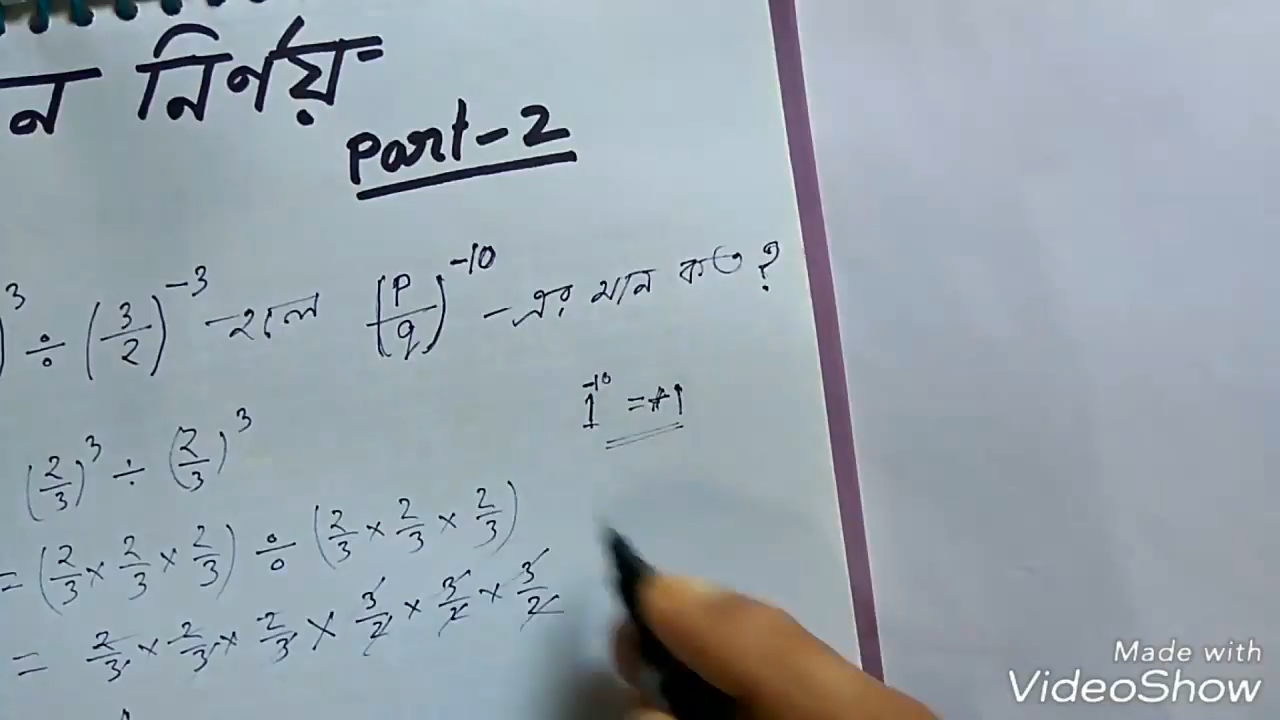 ন নির্ণয়
Part-2
)³ ÷ (3/2)⁻³ -হলে (p/q)⁻¹⁰ -এর মান কত?
1⁻¹⁰ = 1
(2/3)³ ÷ (2/3)³
= (2/3 × 2/3 × 2/3) ÷ (2/3 × 2/3 × 2/3)
= 2/3 × 2/3 × 2/3 × 3/2 × 3/2 × 3/2
Made with
VideoShow